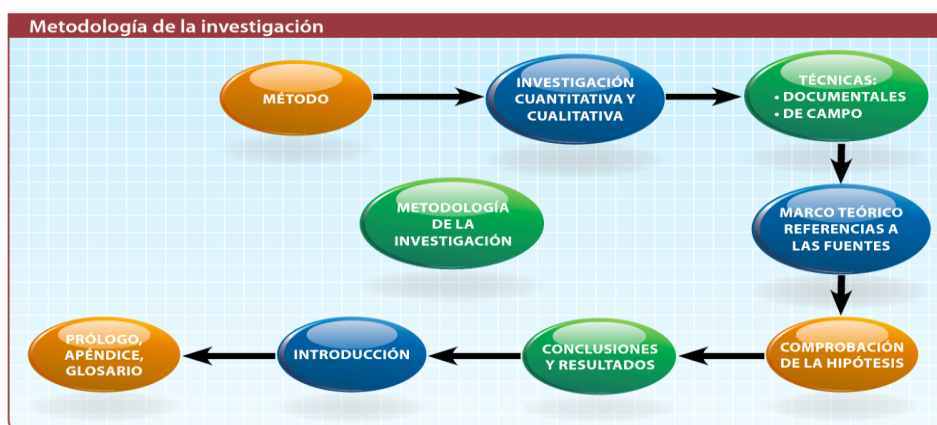 Metodología de la investigación
MÉTODO
INVESTIGACIÓN
CUANTITATIVA Y
CUALITATIVA
TÉCNICAS:
• DOCUMENTALES
• DE CAMPO
METODOLOGÍA
DE LA
INVESTIGACIÓN
MARCO TEÓRICO
REFERENCIAS A
LAS FUENTES
COMPROBACIÓN
DE LA HIPÓTESIS
CONCLUSIONES
Y RESULTADOS
INTRODUCCIÓN
PRÓLOGO,
APÉNDICE,
GLOSARIO